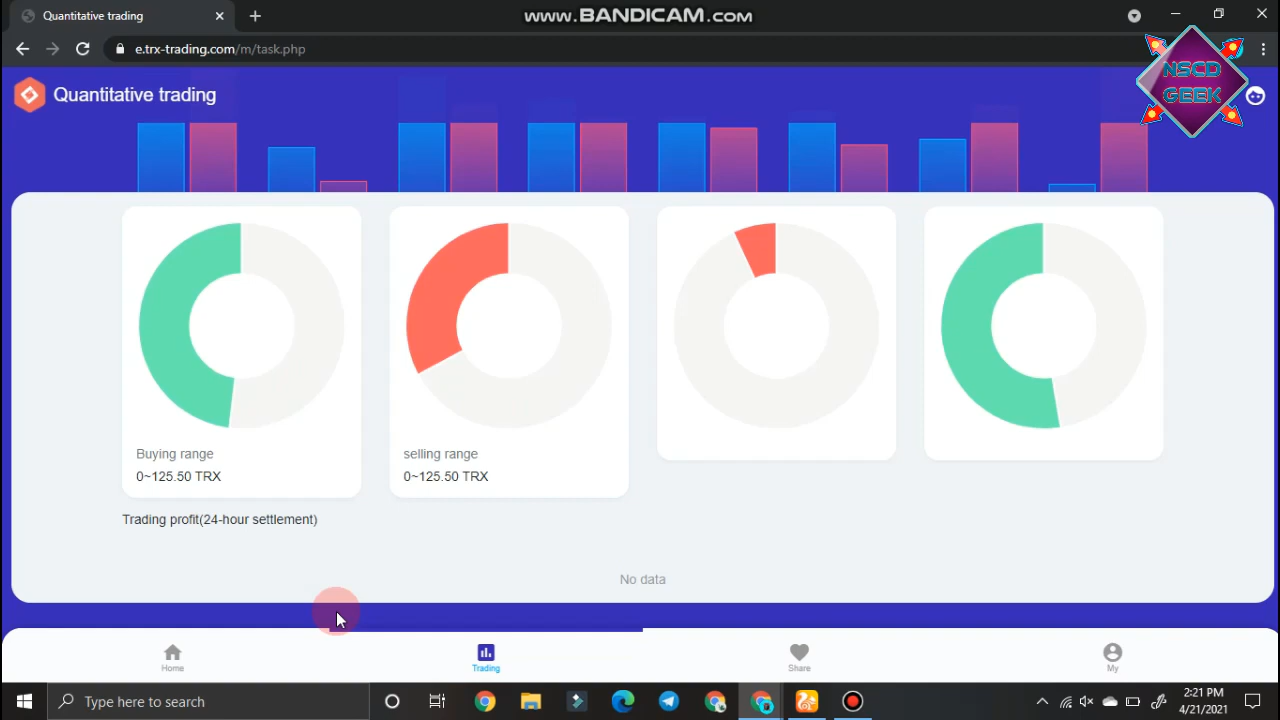 Quantitative trading
www.BANDICAM.com
e.trx-trading.com/m/task.php
NSCD
GEEK
Quantitative trading
Buying range
0~125.50 TRX
selling range
0~125.50 TRX
Trading profit(24-hour settlement)
No data
Home
Trading
Share
My
Type here to search
2:21 PM
4/21/2021